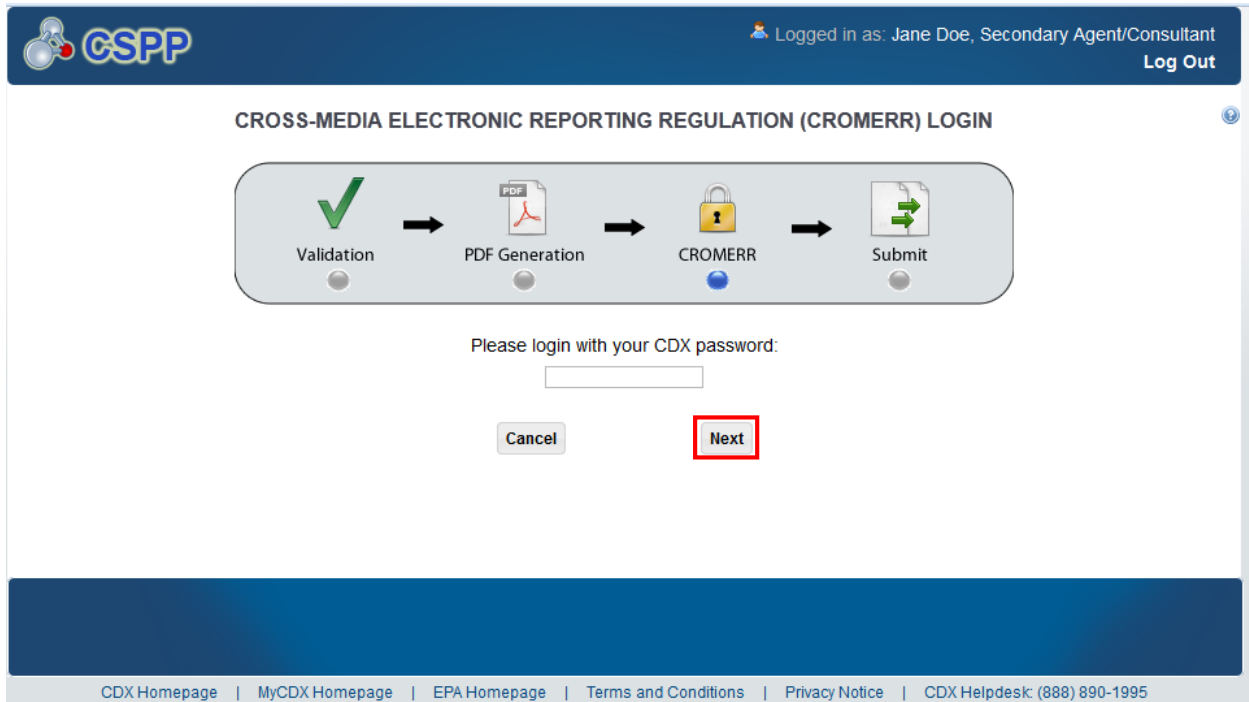 CSPP
Logged in as: Jane Doe, Secondary Agent/Consultant
Log Out
CROSS-MEDIA ELECTRONIC REPORTING REGULATION (CROMERR) LOGIN
PDF
Validation PDF Generation CROMERR Submit
Please login with your CDX password:
Cancel Next
CDX Homepage | MyCDX Homepage | EPA Homepage | Terms and Conditions | Privacy Notice | CDX Helpdesk: (888) 890-1995